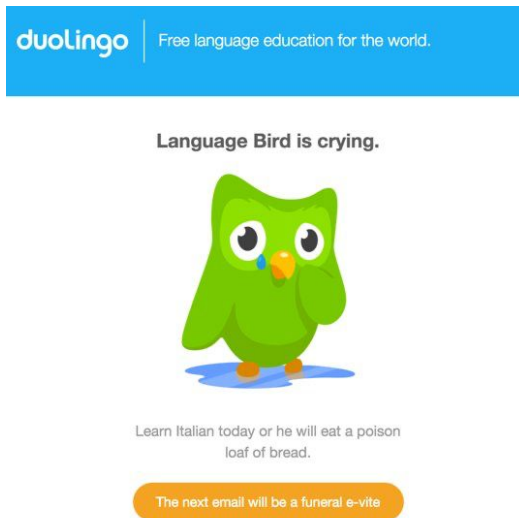 duolingo
Free language education for the world.
Language Bird is crying.
Learn Italian today or he will eat a poison
loaf of bread.
The next email will be a funeral e-vite